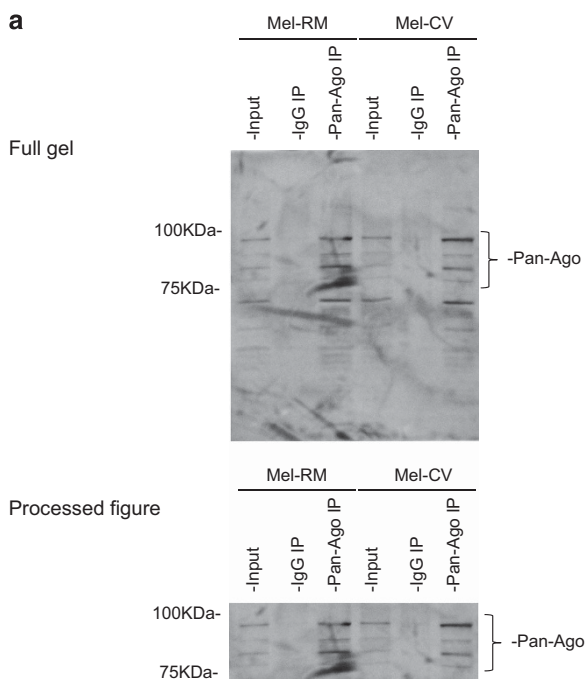 a
Mel-RM Mel-CV
-Input -IgG IP -Pan-Ago IP -Input -IgG IP -Pan-Ago IP
Full gel
100KDa-
-Pan-Ago
75KDa-
Mel-RM Mel-CV
Processed figure
-Input -IgG IP -Pan-Ago IP -Input -IgG IP -Pan-Ago IP
100KDa-
-Pan-Ago
75KDa-